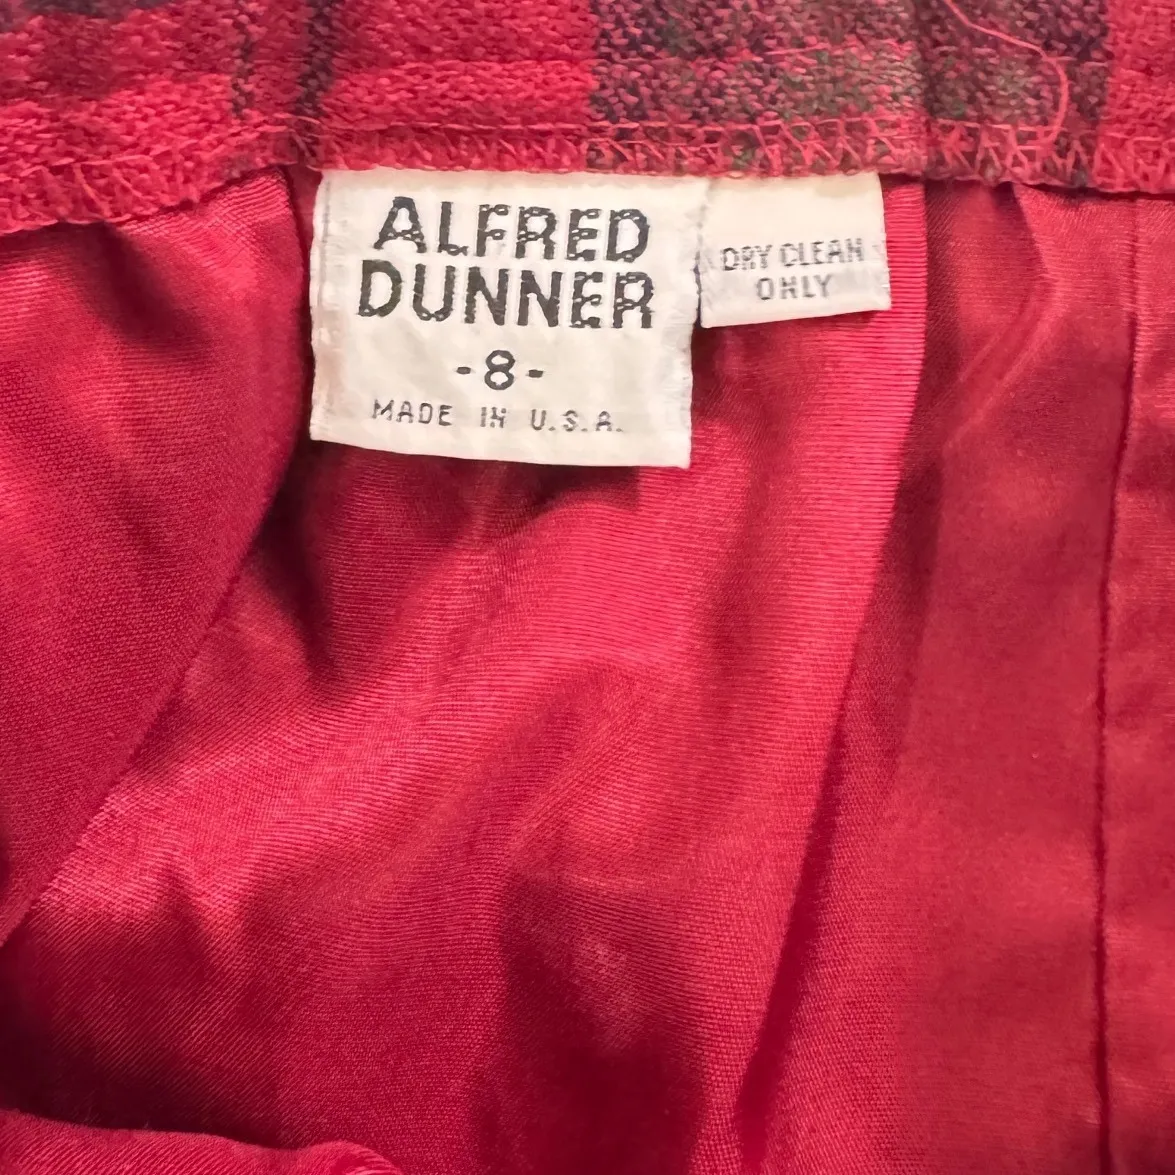 ALFRED
DUNNER
-8-
MADE IN U.S.A.
DRY CLEAN
ONLY